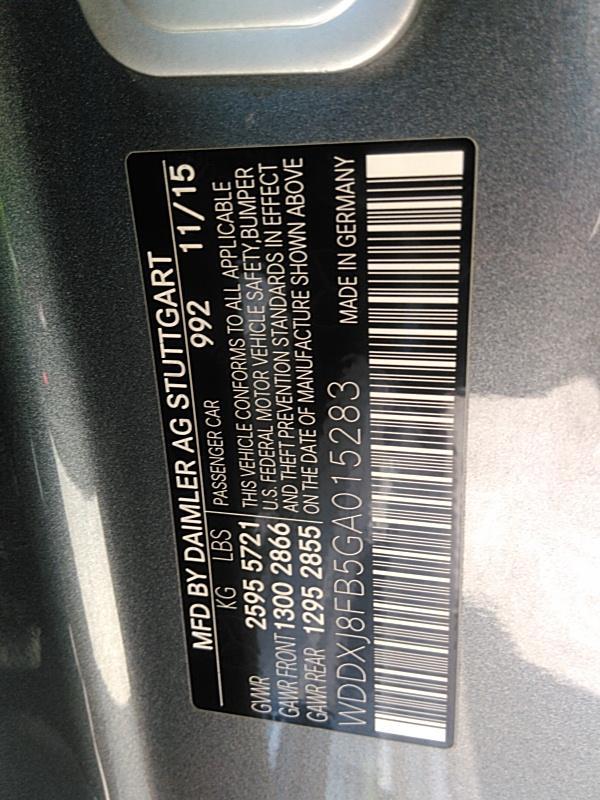 MFD BY DAIMLER AG STUTTGART
992 11/15
KG LBS PASSENGER CAR
GVWR 2595 5721 THIS VEHICLE CONFORMS TO ALL APPLICABLE
U.S. FEDERAL MOTOR VEHICLE SAFETY,BUMPER
GAWR FRONT 1300 2866 AND THEFT PREVENTION STANDARDS IN EFFECT
GAWR REAR 1295 2855 ON THE DATE OF MANUFACTURE SHOWN ABOVE
WDDXJ8FB5GA015283 MADE IN GERMANY